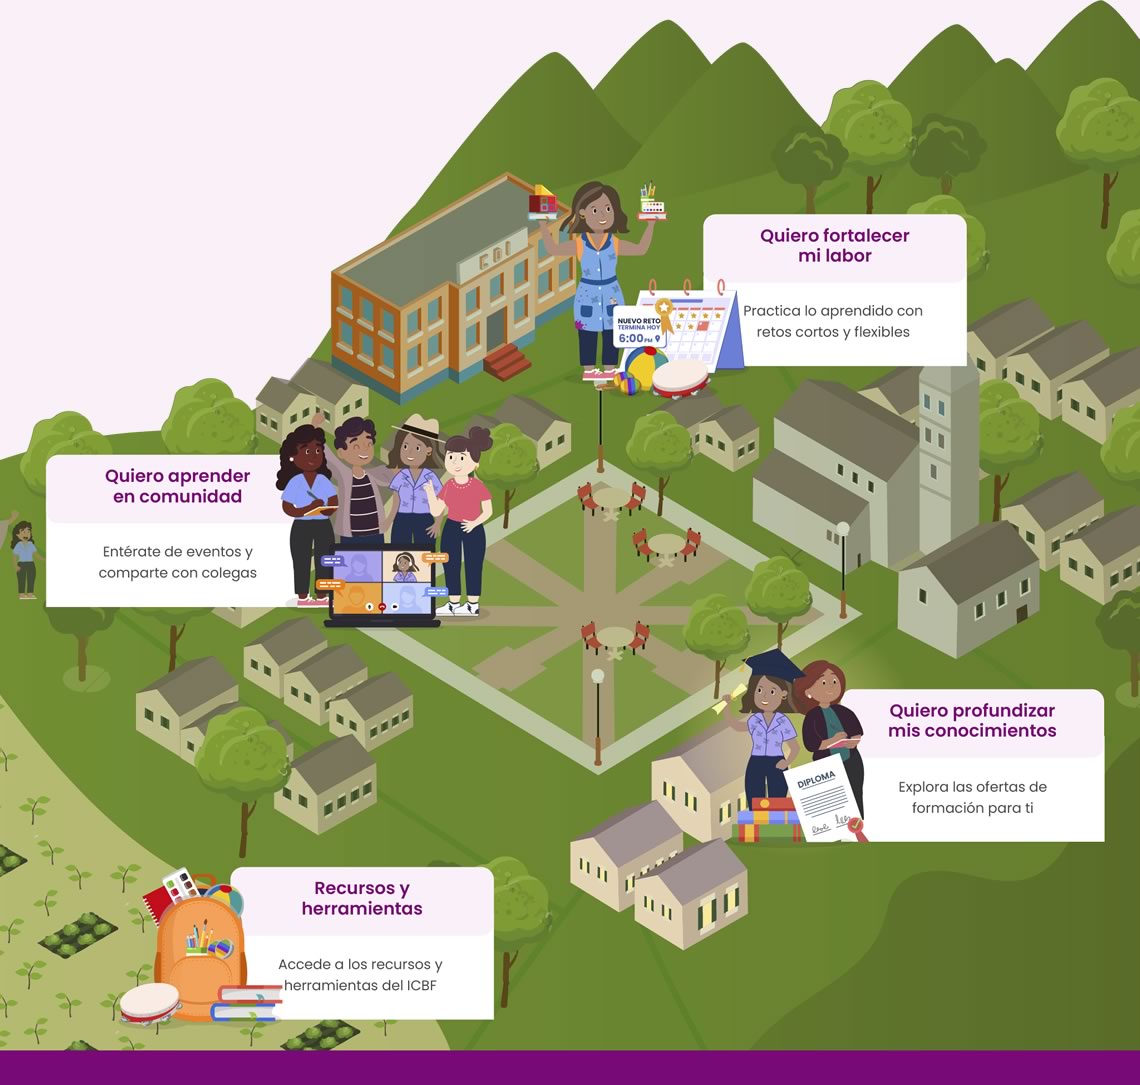 CDI
Quiero fortalecer
mi labor
Practica lo aprendido con
retos cortos y flexibles
NUEVO RETO
TERMINA HOY
6:00 PM
Quiero aprender
en comunidad
Entérate de eventos y
comparte con colegas
Quiero profundizar
mis conocimientos
Explora las ofertas de
formación para ti
DIPLOMA
Recursos y
herramientas
Accede a los recursos y
herramientas del ICBF